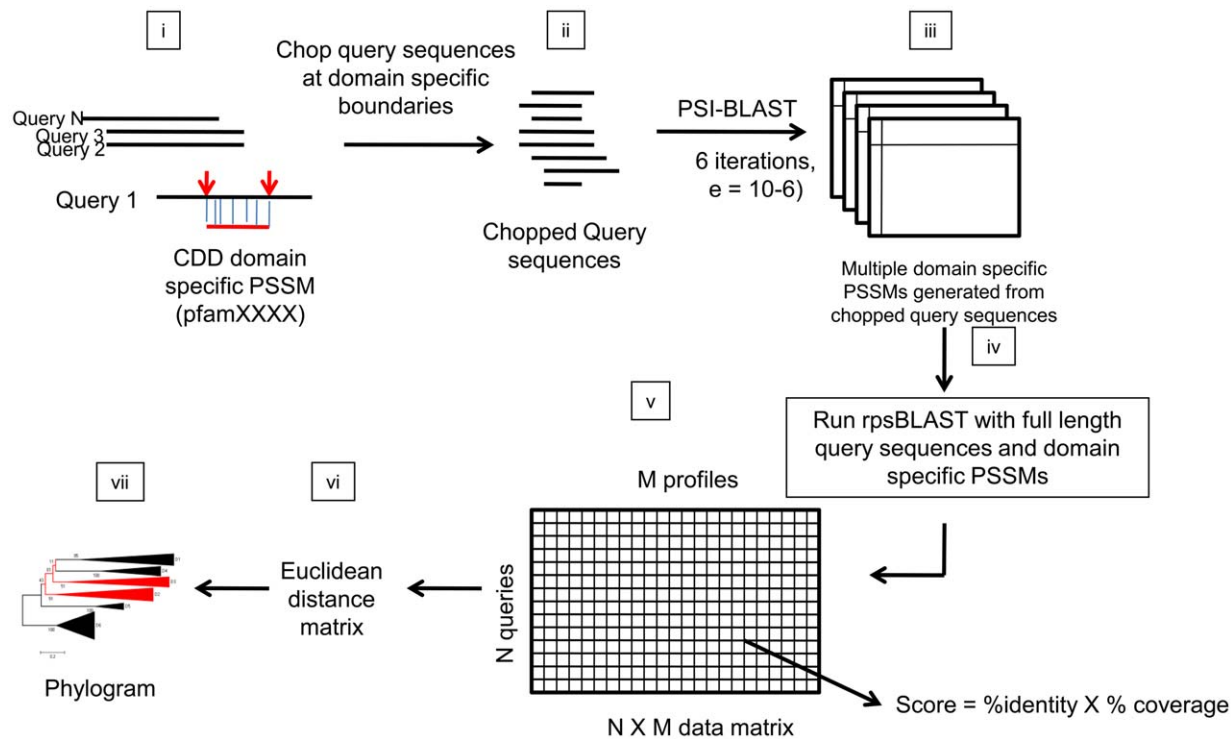 i
Query N
Query 3
Query 2
Query 1
CDD domain
specific PSSM
(pfamXXXX)
Chop query sequences
at domain specific
boundaries
ii
Chopped Query
sequences
PSI-BLAST
6 iterations,
e = 10-6)
iii
Multiple domain specific
PSSMs generated from
chopped query sequences
iv
Run rpsBLAST with full length
query sequences and domain
specific PSSMs
v
M profiles
N queries
N X M data matrix
Score = %identity X % coverage
vi
Euclidean
distance
matrix
vii
Phylogram